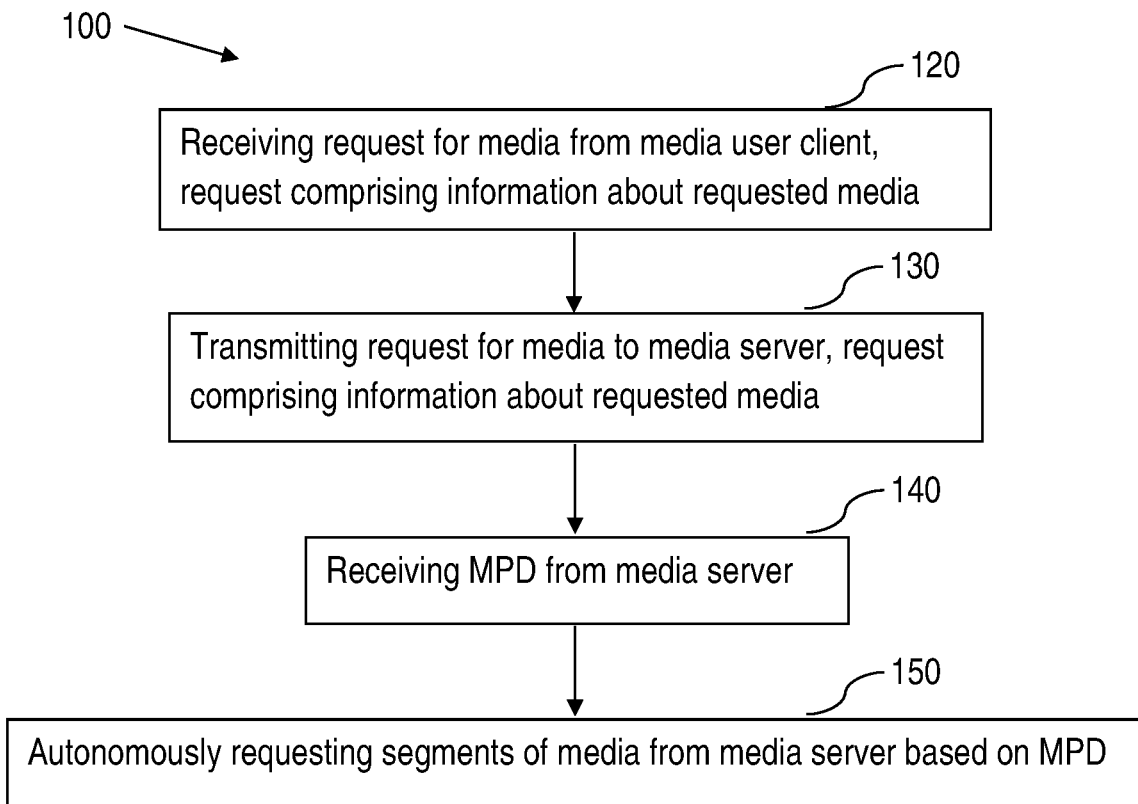 100
120
Receiving request for media from media user client,
request comprising information about requested media
130
Transmitting request for media to media server, request
comprising information about requested media
140
Receiving MPD from media server
150
Autonomously requesting segments of media from media server based on MPD